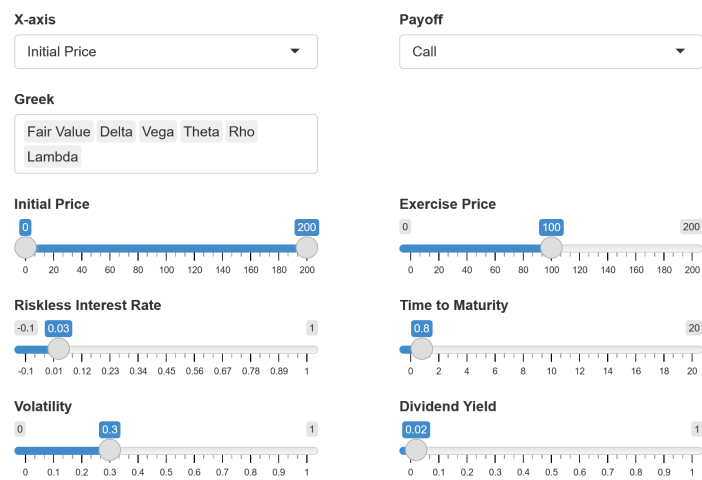 X-axis Payoff
Initial Price Call
Greek
Fair Value Delta Vega Theta Rho
Lambda
Initial Price Exercise Price
0 200 0 100 200
0 20 40 60 80 100 120 140 160 180 200 0 20 40 60 80 100 120 140 160 180 200
Riskless Interest Rate Time to Maturity
-0.1 0.03 1 0.8 20
-0.1 0.01 0.12 0.23 0.34 0.45 0.56 0.67 0.78 0.89 1 0 2 4 6 8 10 12 14 16 18 20
Volatility Dividend Yield
0 0.3 1 0.02 1
0 0.1 0.2 0.3 0.4 0.5 0.6 0.7 0.8 0.9 1 0 0.1 0.2 0.3 0.4 0.5 0.6 0.7 0.8 0.9 1